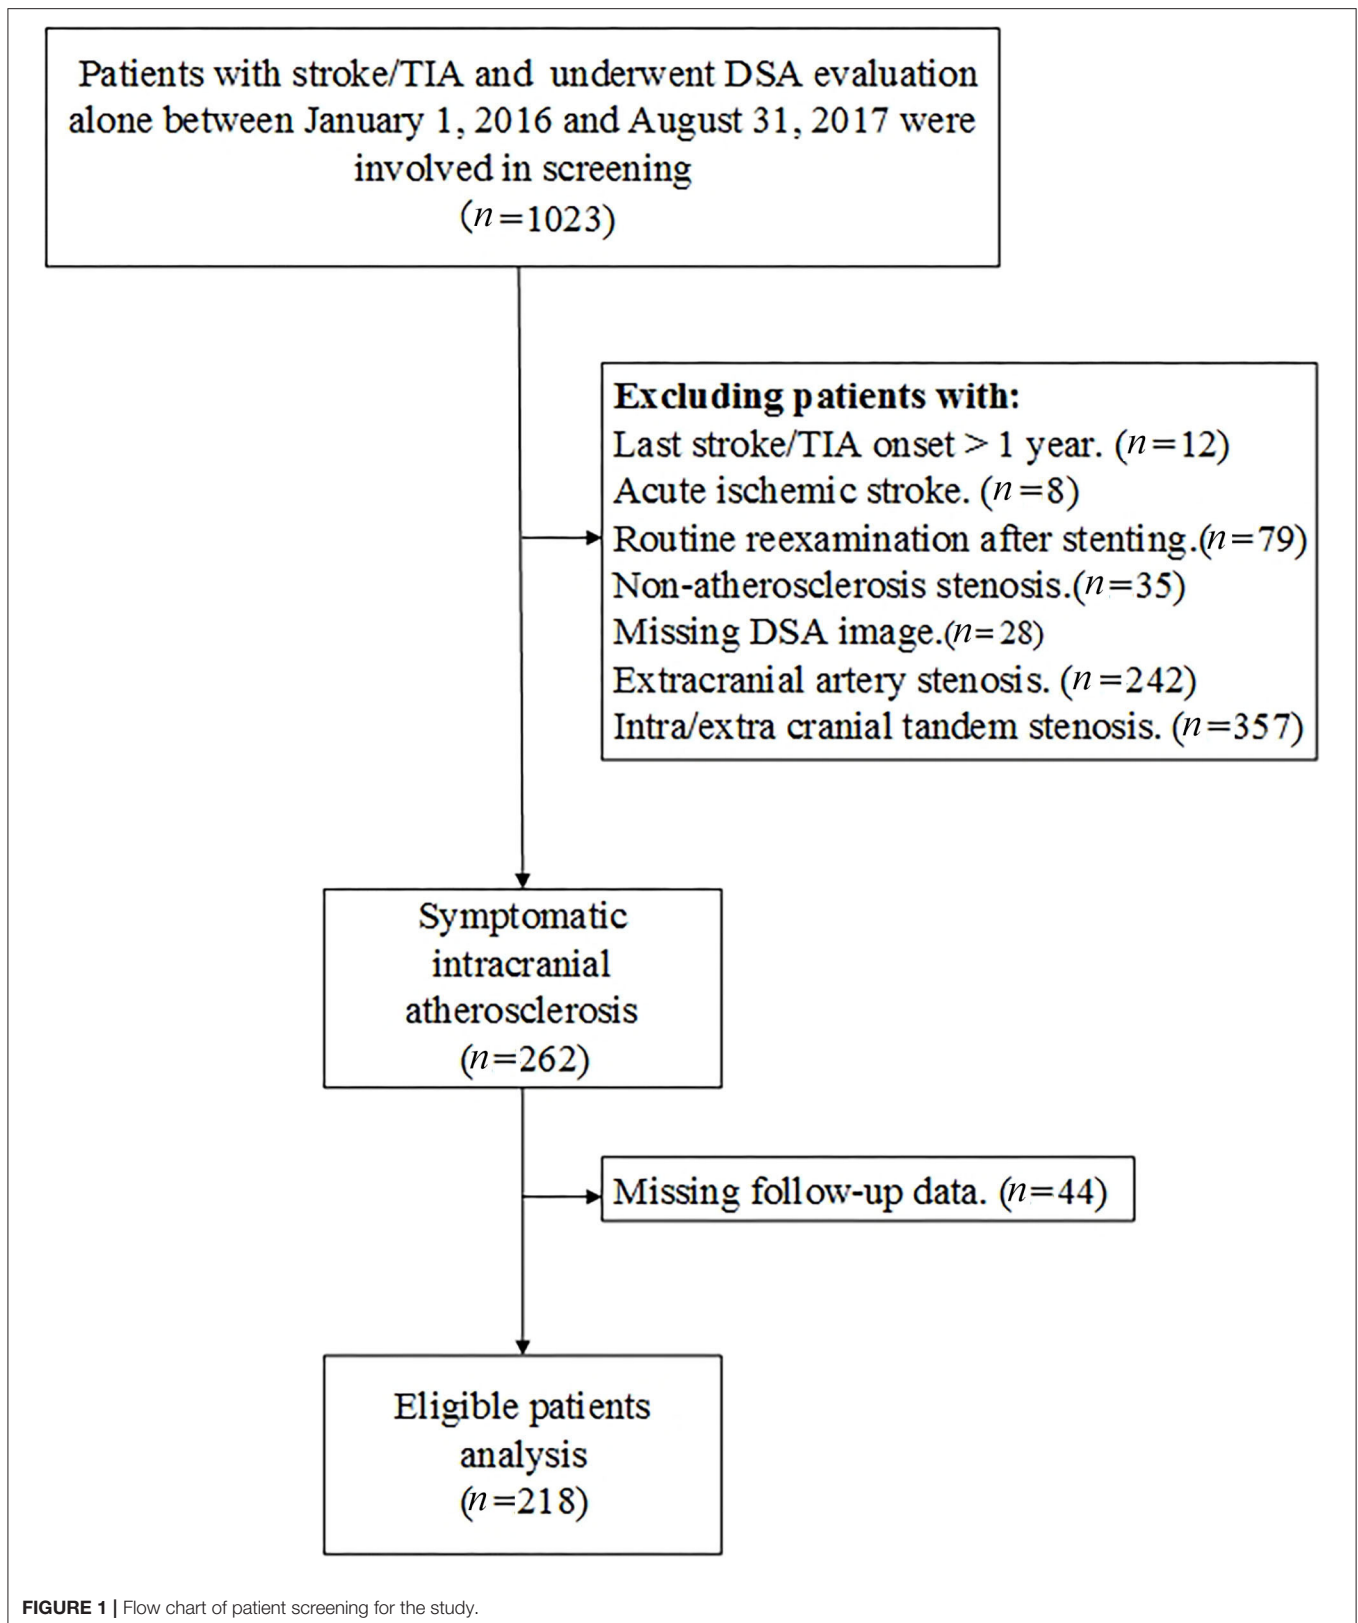 Patients with stroke/TIA and underwent DSA evaluation
alone between January 1, 2016 and August 31, 2017 were
involved in screening
(n=1023)
Excluding patients with:
Last stroke/TIA onset > 1 year. (n=12)
Acute ischemic stroke. (n=8)
Routine reexamination after stenting.(n=79)
Non-atherosclerosis stenosis.(n=35)
Missing DSA image.(n=28)
Extracranial artery stenosis. (n=242)
Intra/extra cranial tandem stenosis. (n=357)
Symptomatic
intracranial
atherosclerosis
(n=262)
Missing follow-up data. (n=44)
Eligible patients
analysis
(n=218)
FIGURE 1 | Flow chart of patient screening for the study.